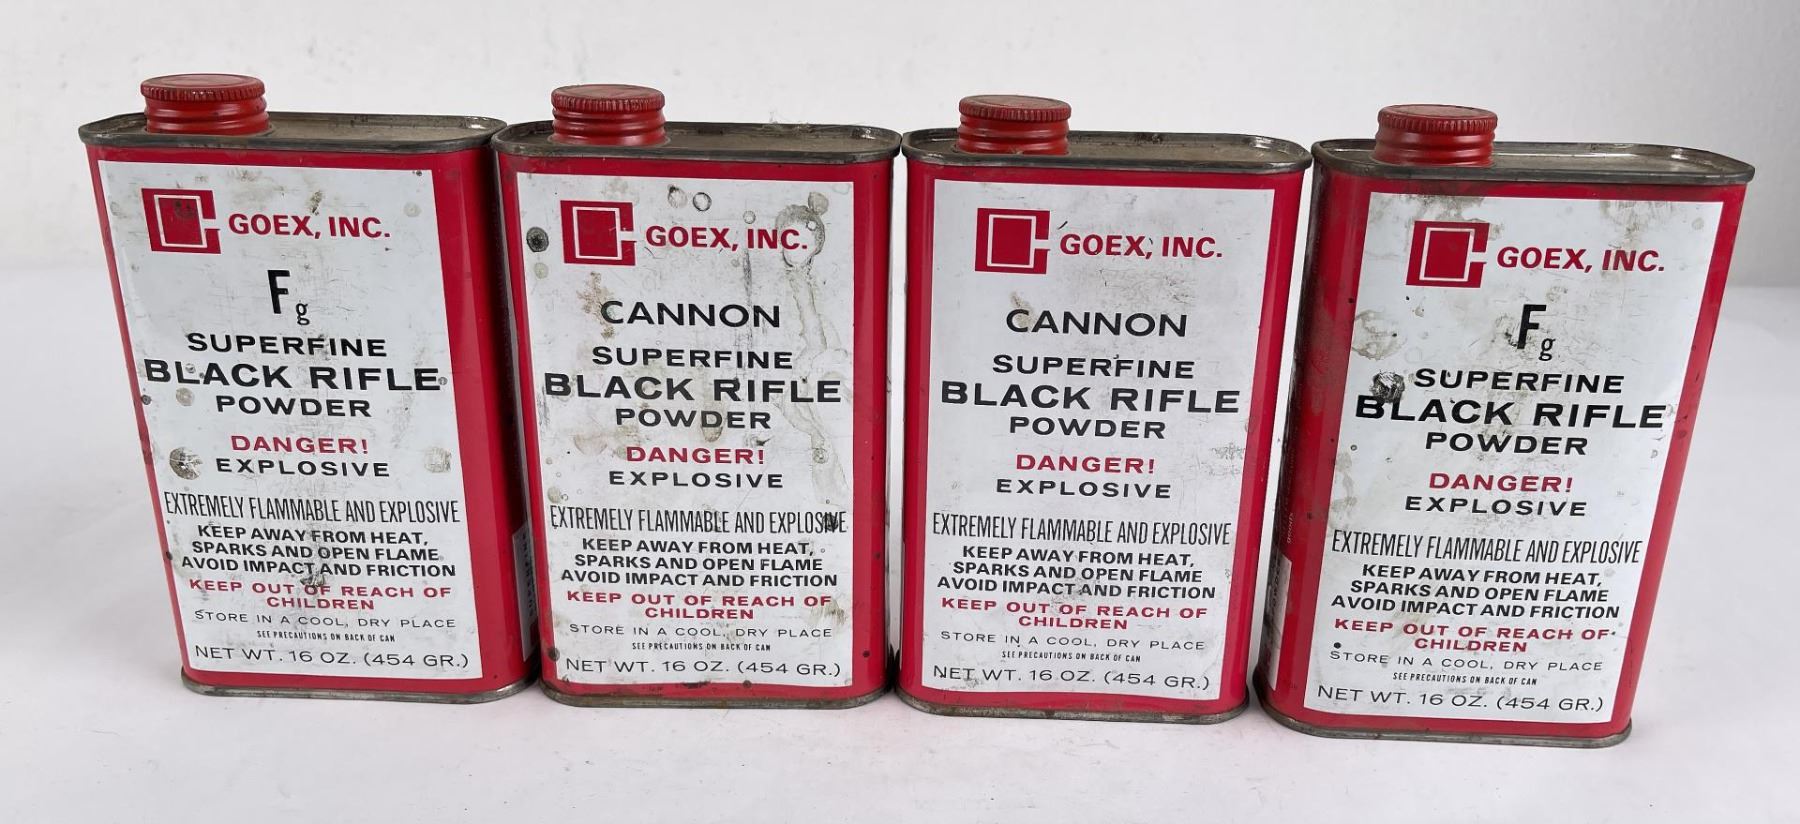 GOEX, INC.
Fg
SUPERFINE
BLACK RIFLE
POWDER
DANGER!
EXPLOSIVE
EXTREMELY FLAMMABLE AND EXPLOSIVE
KEEP AWAY FROM HEAT,
SPARKS AND OPEN FLAME
AVOID IMPACT AND FRICTION
KEEP OUT OF REACH OF
CHILDREN
STORE IN A COOL, DRY PLACE
SEE PRECAUTIONS ON BACK OF CAN
NET WT. 16 OZ. (454 GR.)
GOEX, INC.
CANNON
SUPERFINE
BLACK RIFLE
POWDER
DANGER!
EXPLOSIVE
EXTREMELY FLAMMABLE AND EXPLOSIVE
KEEP AWAY FROM HEAT,
SPARKS AND OPEN FLAME
AVOID IMPACT AND FRICTION
KEEP OUT OF REACH OF
CHILDREN
STORE IN A COOL, DRY PLACE
SEE PRECAUTIONS ON BACK OF CAN
NET WT. 16 OZ. (454 GR.)
GOEX, INC.
CANNON
SUPERFINE
BLACK RIFLE
POWDER
DANGER!
EXPLOSIVE
EXTREMELY FLAMMABLE AND EXPLOSIVE
KEEP AWAY FROM HEAT,
SPARKS AND OPEN FLAME
AVOID IMPACT AND FRICTION
KEEP OUT OF REACH OF
CHILDREN
STORE IN A COOL, DRY PLACE
SEE PRECAUTIONS ON BACK OF CAN
NET WT. 16 OZ. (454 GR.)
GOEX, INC.
Fg
SUPERFINE
BLACK RIFLE
POWDER
DANGER!
EXPLOSIVE
EXTREMELY FLAMMABLE AND EXPLOSIVE
KEEP AWAY FROM HEAT,
SPARKS AND OPEN FLAME
AVOID IMPACT AND FRICTION
KEEP OUT OF REACH OF
CHILDREN
STORE IN A COOL, DRY PLACE
SEE PRECAUTIONS ON BACK OF CAN
NET WT. 16 OZ. (454 GR.)